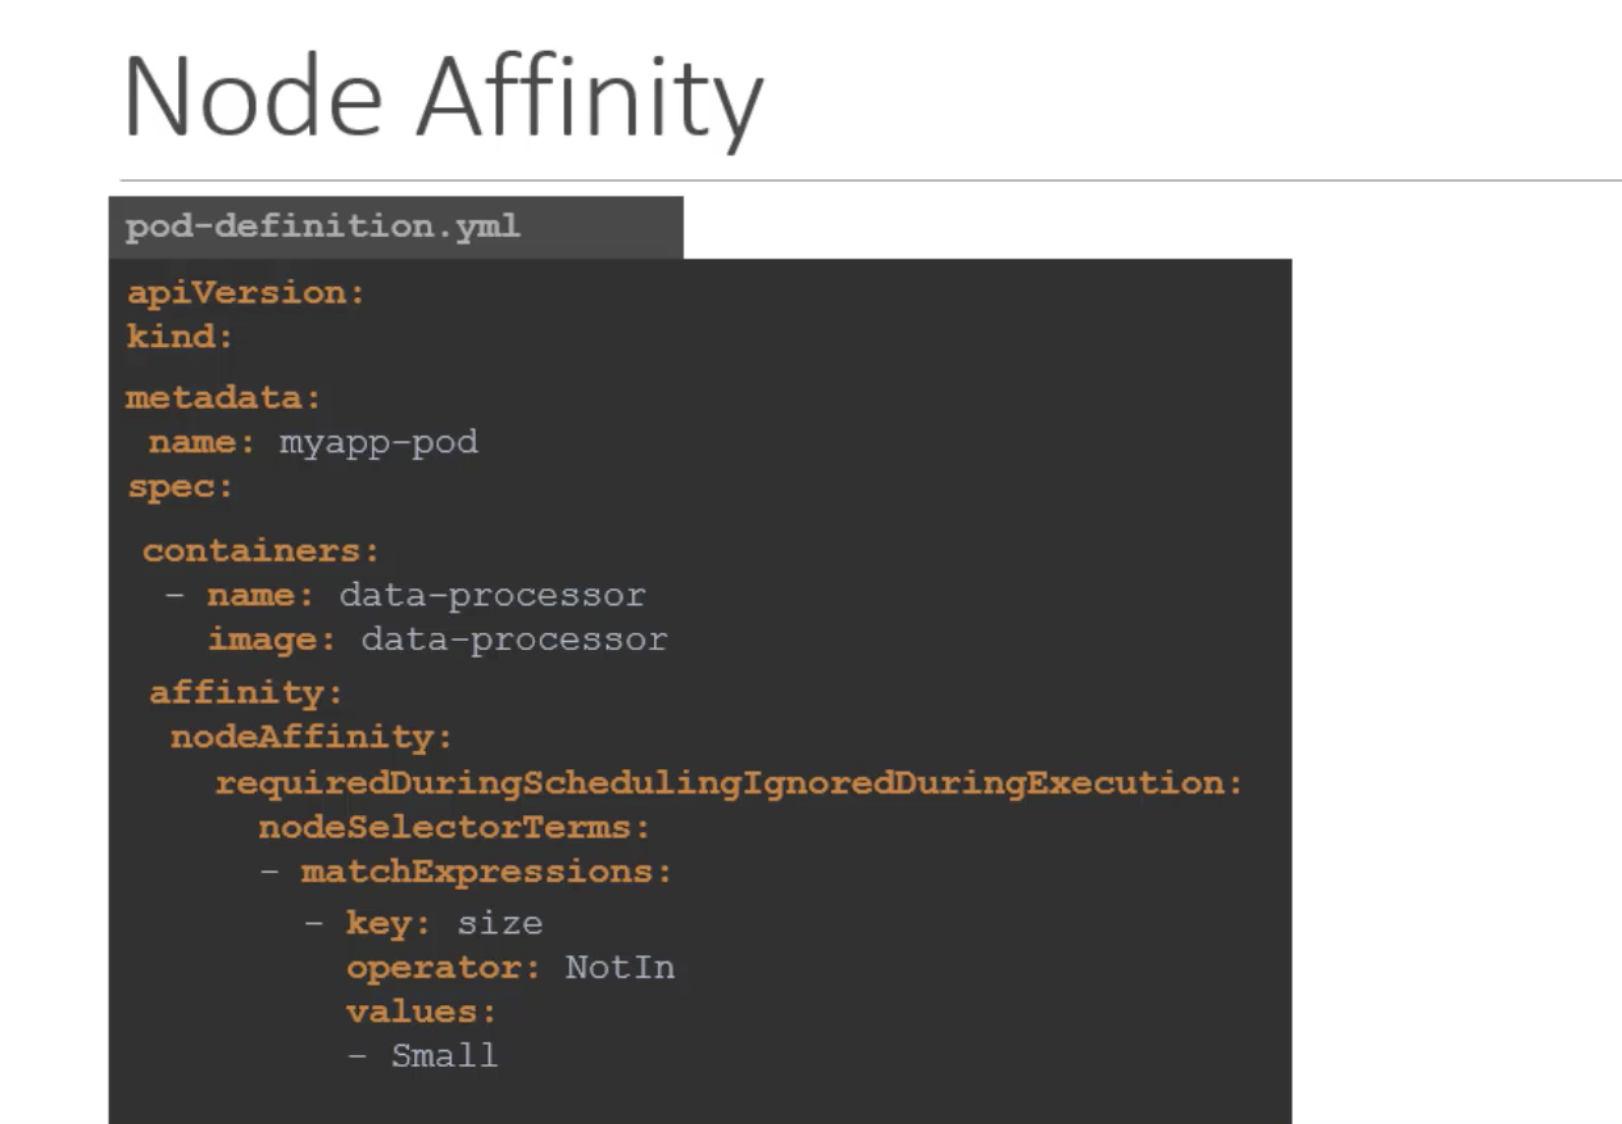 Node Affinity
pod-definition.yml
apiVersion:
kind:
metadata:
name: myapp-pod
spec:
containers:
- name: data-processor
image: data-processor
affinity:
nodeAffinity:
requiredDuringSchedulingIgnoredDuringExecution:
nodeSelectorTerms:
- matchExpressions:
- key: size
operator: NotIn
values:
- Small